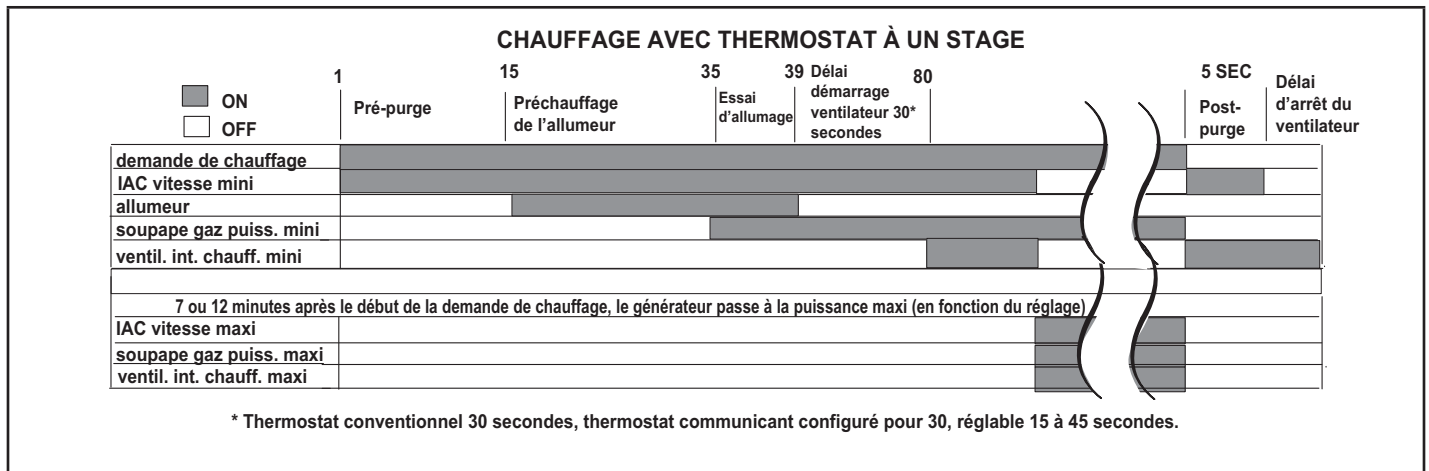 CHAUFFAGE AVEC THERMOSTAT À UN STAGE
1 15 35 39 Délai démarrage ventilateur 30* secondes 80 5 SEC Délai d'arrêt du ventilateur
ON
OFF
Pré-purge
Préchauffage
de l'allumeur
Essai
d'allumage
Post-
purge
demande de chauffage
IAC vitesse mini
allumeur
soupape gaz puiss. mini
ventil. int. chauff. mini
7 ou 12 minutes après le début de la demande de chauffage, le générateur passe à la puissance maxi (en fonction du réglage)
IAC vitesse maxi
soupape gaz puiss. maxi
ventil. int. chauff. maxi
* Thermostat conventionnel 30 secondes, thermostat communicant configuré pour 30, réglable 15 à 45 secondes.